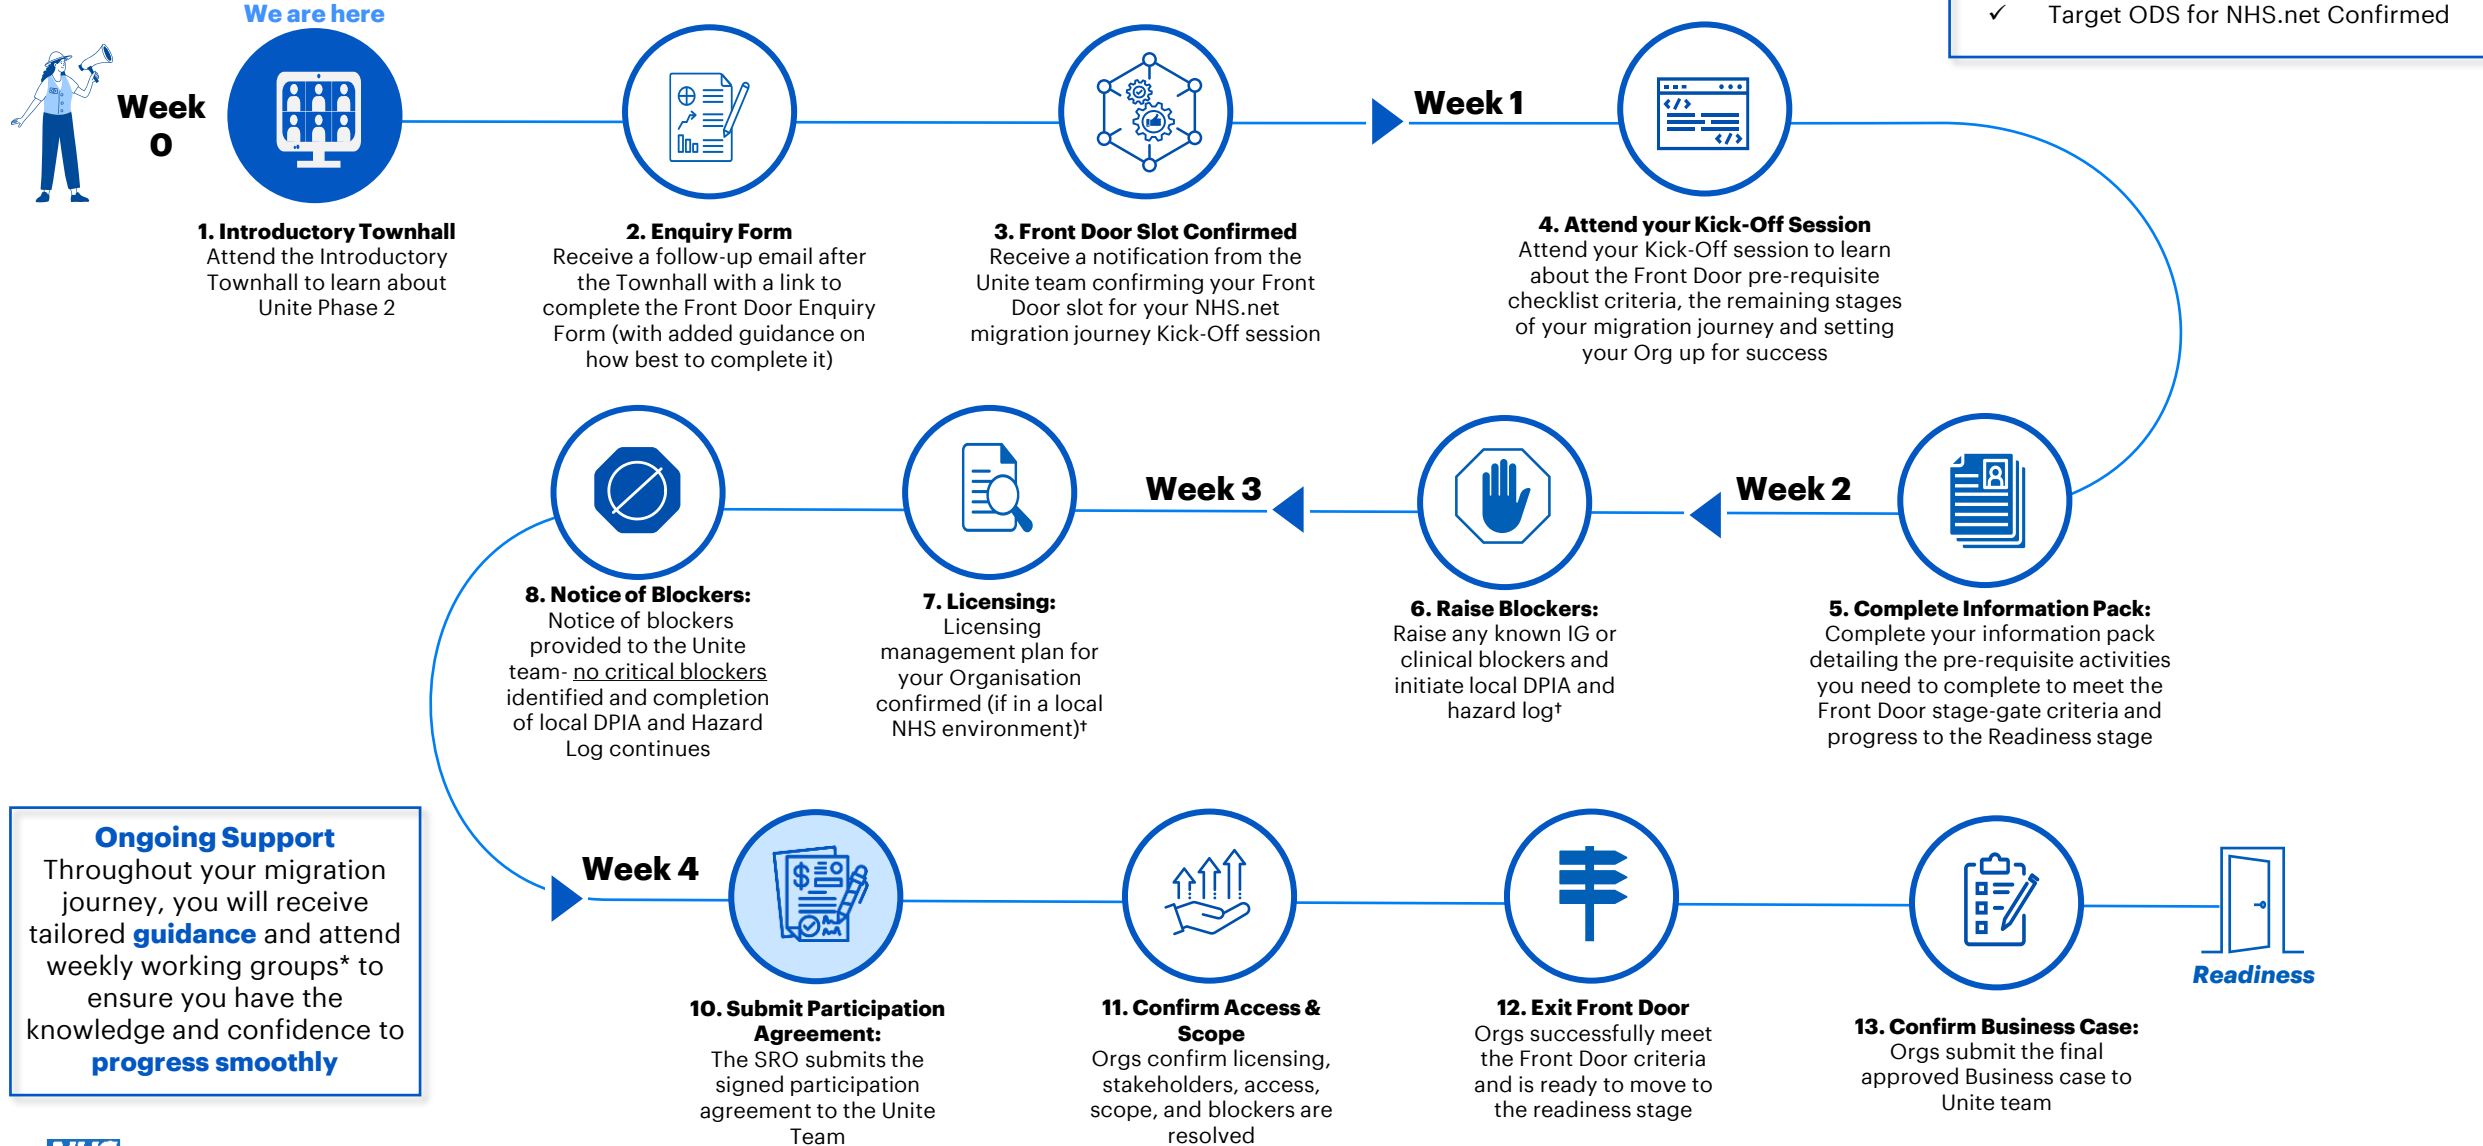 We are here
✓ Target ODS for NHS.net Confirmed
Week
0
Week 1
1. Introductory Townhall
Attend the Introductory
Townhall to learn about
Unite Phase 2
2. Enquiry Form
Receive a follow-up email after
the Townhall with a link to
complete the Front Door Enquiry
Form (with added guidance on
how best to complete it)
3. Front Door Slot Confirmed
Receive a notification from the
Unite team confirming your Front
Door slot for your NHS.net
migration journey Kick-Off session
4. Attend your Kick-Off Session
Attend your Kick-Off session to learn
about the Front Door pre-requisite
checklist criteria, the remaining stages
of your migration journey and setting
your Org up for success
Week 2
5. Complete Information Pack:
Complete your information pack
detailing the pre-requisite activities
you need to complete to meet the
Front Door stage-gate criteria and
progress to the Readiness stage
6. Raise Blockers:
Raise any known IG or
clinical blockers and
initiate local DPIA and
hazard log†
Week 3
7. Licensing:
Licensing
management plan for
your Organisation
confirmed (if in a local
NHS environment)†
8. Notice of Blockers:
Notice of blockers
provided to the Unite
team- no critical blockers
identified and completion
of local DPIA and Hazard
Log continues
Ongoing Support
Throughout your migration
journey, you will receive
tailored guidance and attend
weekly working groups* to
ensure you have the
knowledge and confidence to
progress smoothly
Week 4
10. Submit Participation
Agreement:
The SRO submits the
signed participation
agreement to the Unite
Team
11. Confirm Access &
Scope
Orgs confirm licensing,
stakeholders, access,
scope, and blockers are
resolved
12. Exit Front Door
Orgs successfully meet
the Front Door criteria
and is ready to move to
the readiness stage
13. Confirm Business Case:
Orgs submit the final
approved Business case to
Unite team
Readiness
NHS